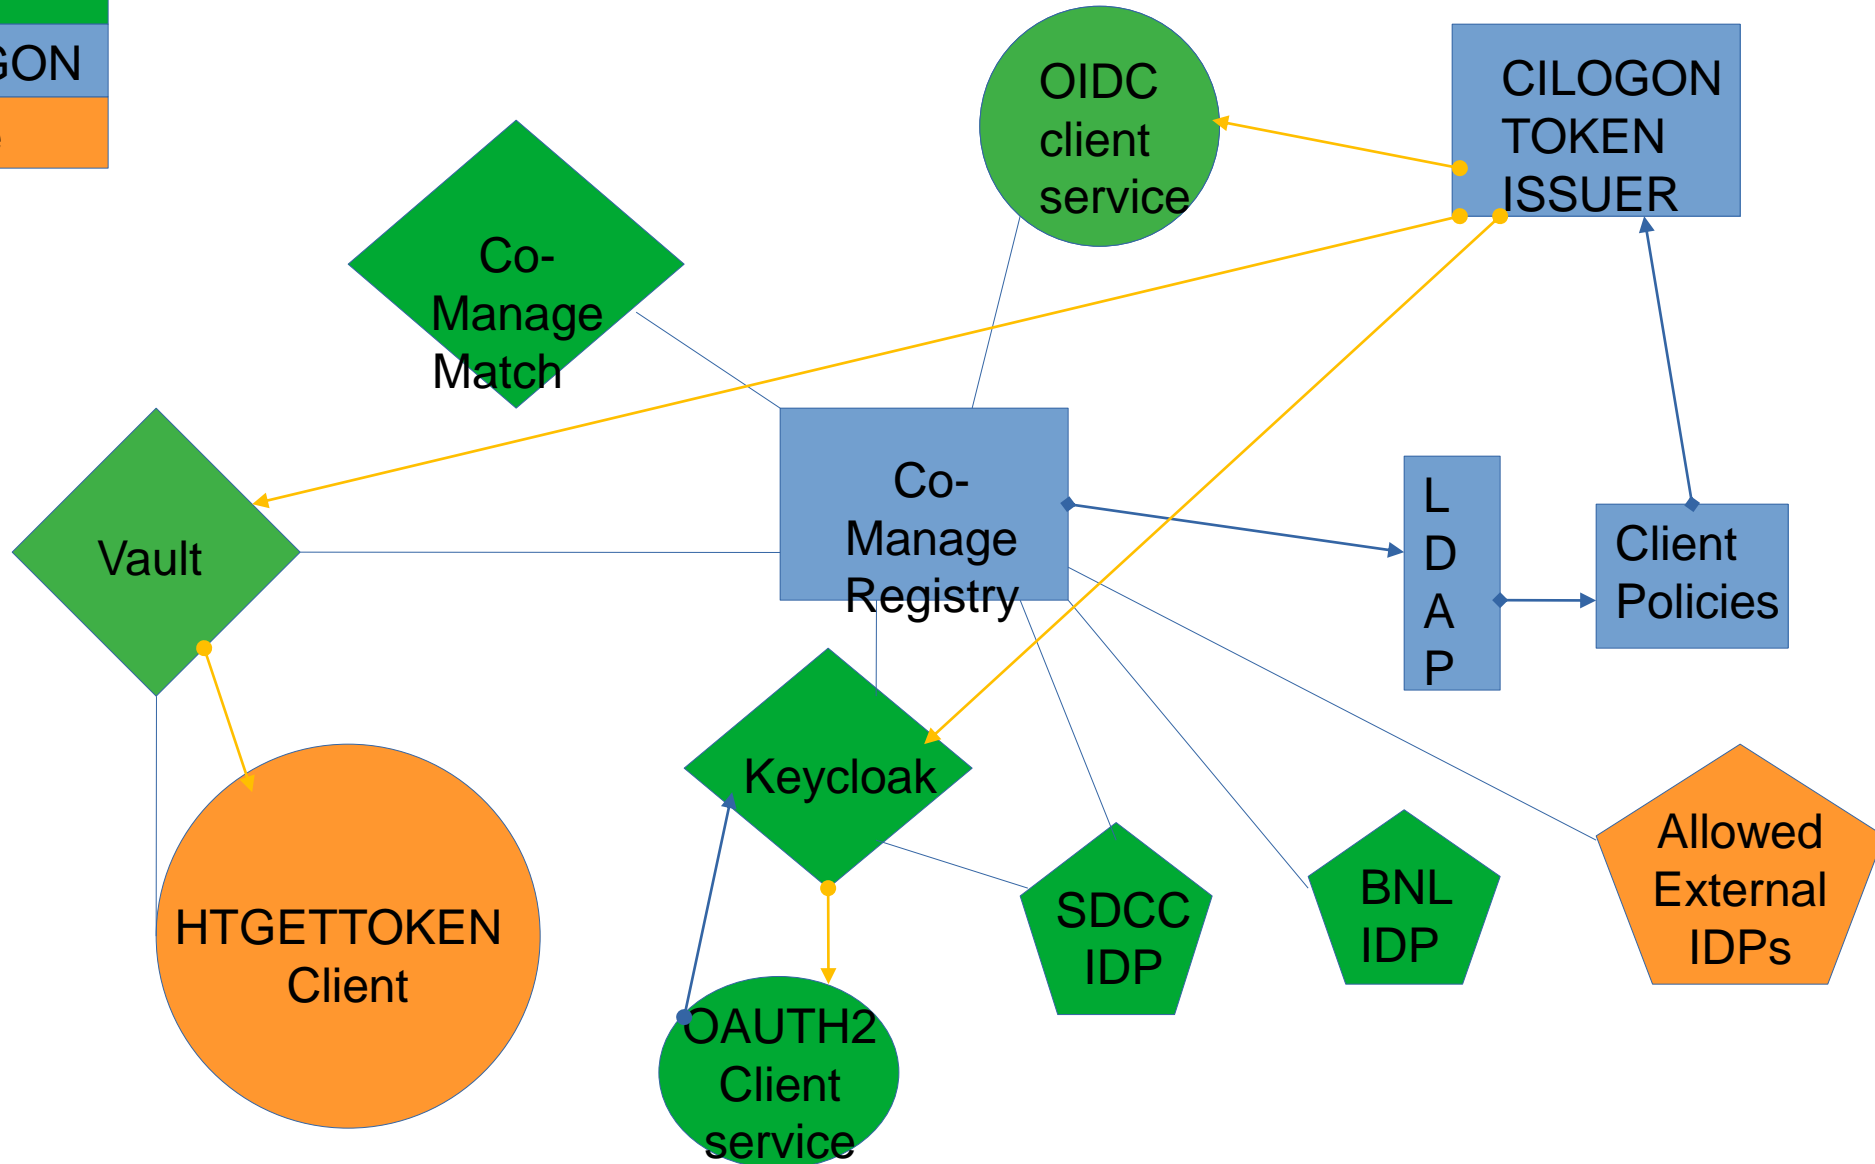 OIDC
client
service
CILOGON
TOKEN
ISSUER
Co-
Manage
Match
Co-
Manage
Registry
L
D
A
P
Client
Policies
Vault
Keycloak
HTGETTOKEN
Client
OAUTH2
Client
service
SDCC
IDP
BNL
IDP
Allowed
External
IDPs